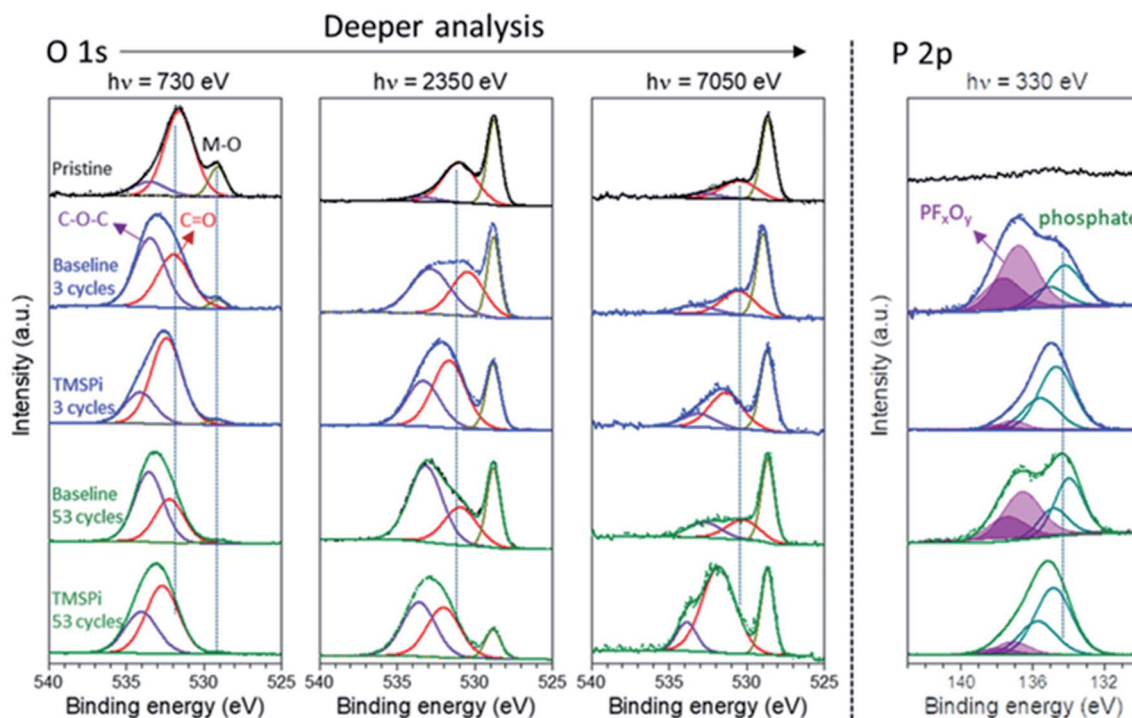 Deeper analysis
O 1s
P 2p
hν = 730 eV
hν = 2350 eV
hν = 7050 eV
hν = 330 eV
Intensity (a.u.)
Pristine
M-O
C-O-C
C=O
Baseline
3 cycles
TMSPi
3 cycles
Baseline
53 cycles
TMSPi
53 cycles
540 535 530 525
Binding energy (eV)
540 535 530 525
Binding energy (eV)
540 535 530 525
Binding energy (eV)
Intensity (a.u.)
PFxOy
phosphate
140 136 132
Binding energy (eV)